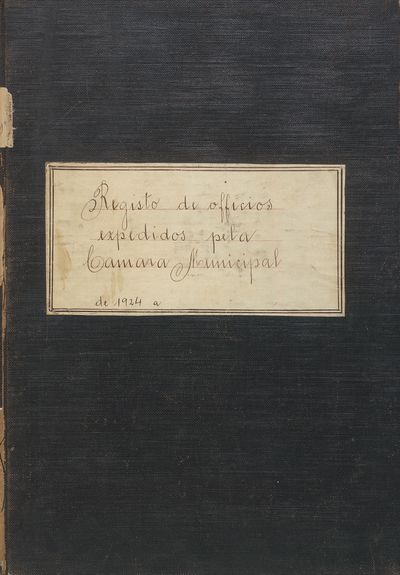 Registo de officios
expedidos pela
Camara Municipal
de 1924 a